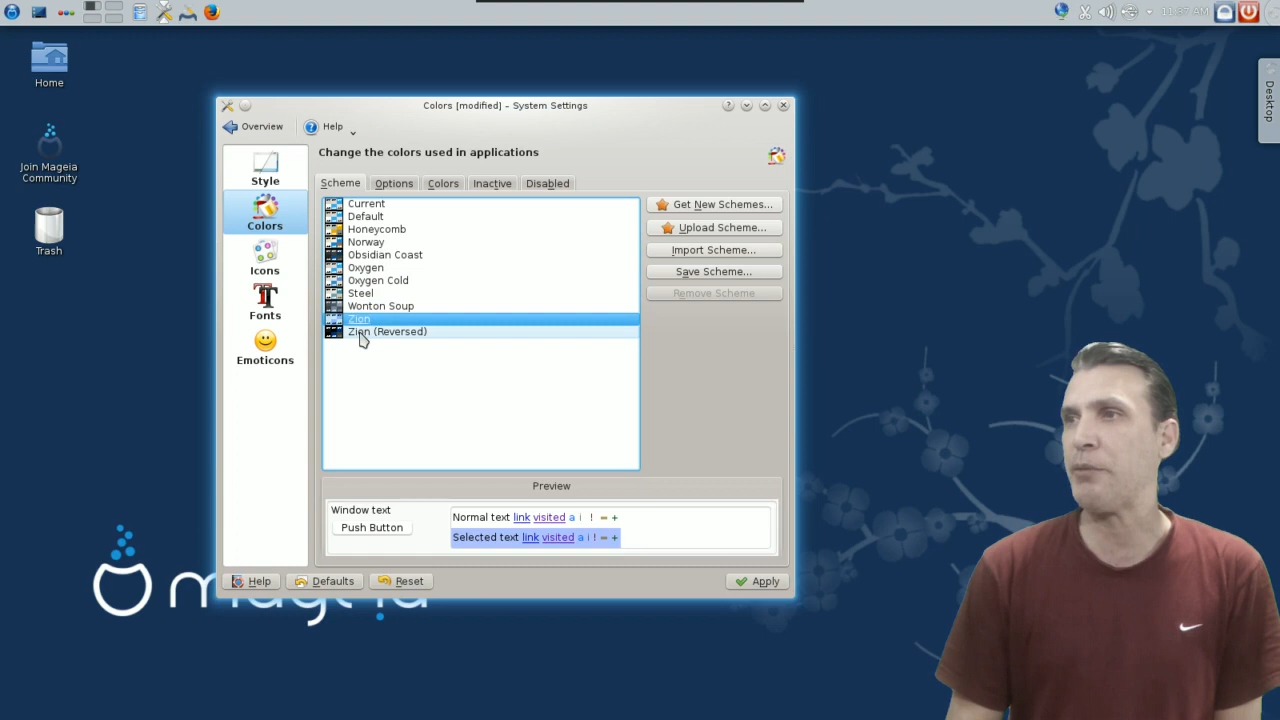 11:37 AM
Desktop
Home
Join Mageia
Community
Trash
Colors [modified] – System Settings
Overview
Help
Change the colors used in applications
Style
Colors
Icons
Fonts
Emoticons
Scheme
Options
Colors
Inactive
Disabled
Current
Default
Honeycomb
Norway
Obsidian Coast
Oxygen
Oxygen Cold
Steel
Wonton Soup
Zion
Zion (Reversed)
Get New Schemes...
Upload Scheme...
Import Scheme...
Save Scheme...
Remove Scheme
Preview
Window text
Push Button
Normal text link visited a i ! = +
Selected text link visited a i ! = +
Help
Defaults
Reset
Apply
mageia